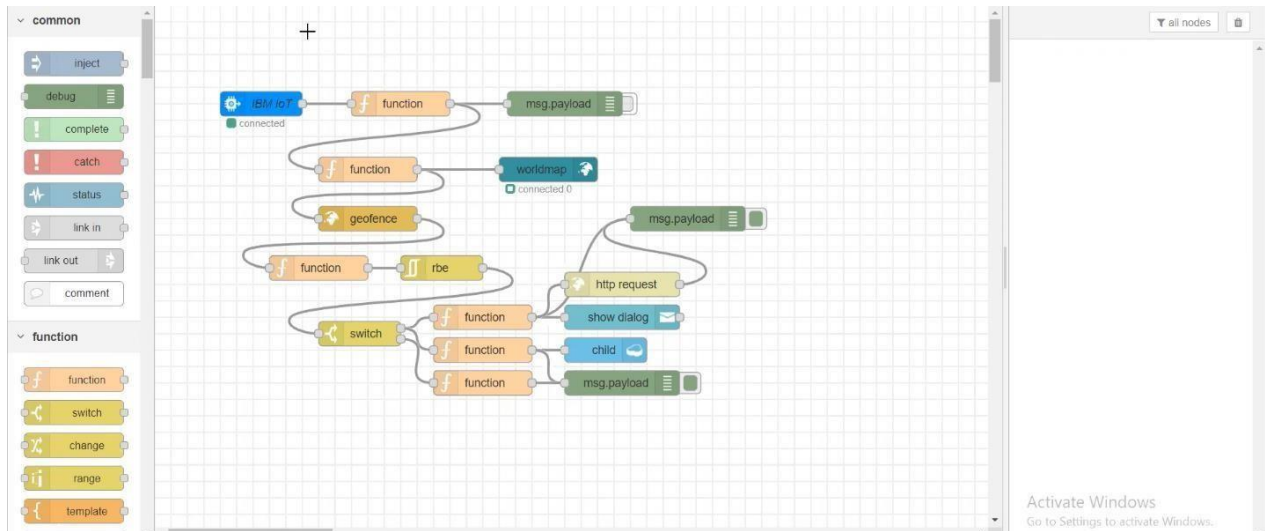 common
inject
debug
complete
catch
status
link in
link out
comment
function
function
switch
change
range
template
IBM IoT
connected
function
msg.payload
function
worldmap
connected 0
geofence
msg.payload
function
rbe
http request
function
show dialog
switch
function
child
function
msg.payload
all nodes
Activate Windows
Go to Settings to activate Windows.